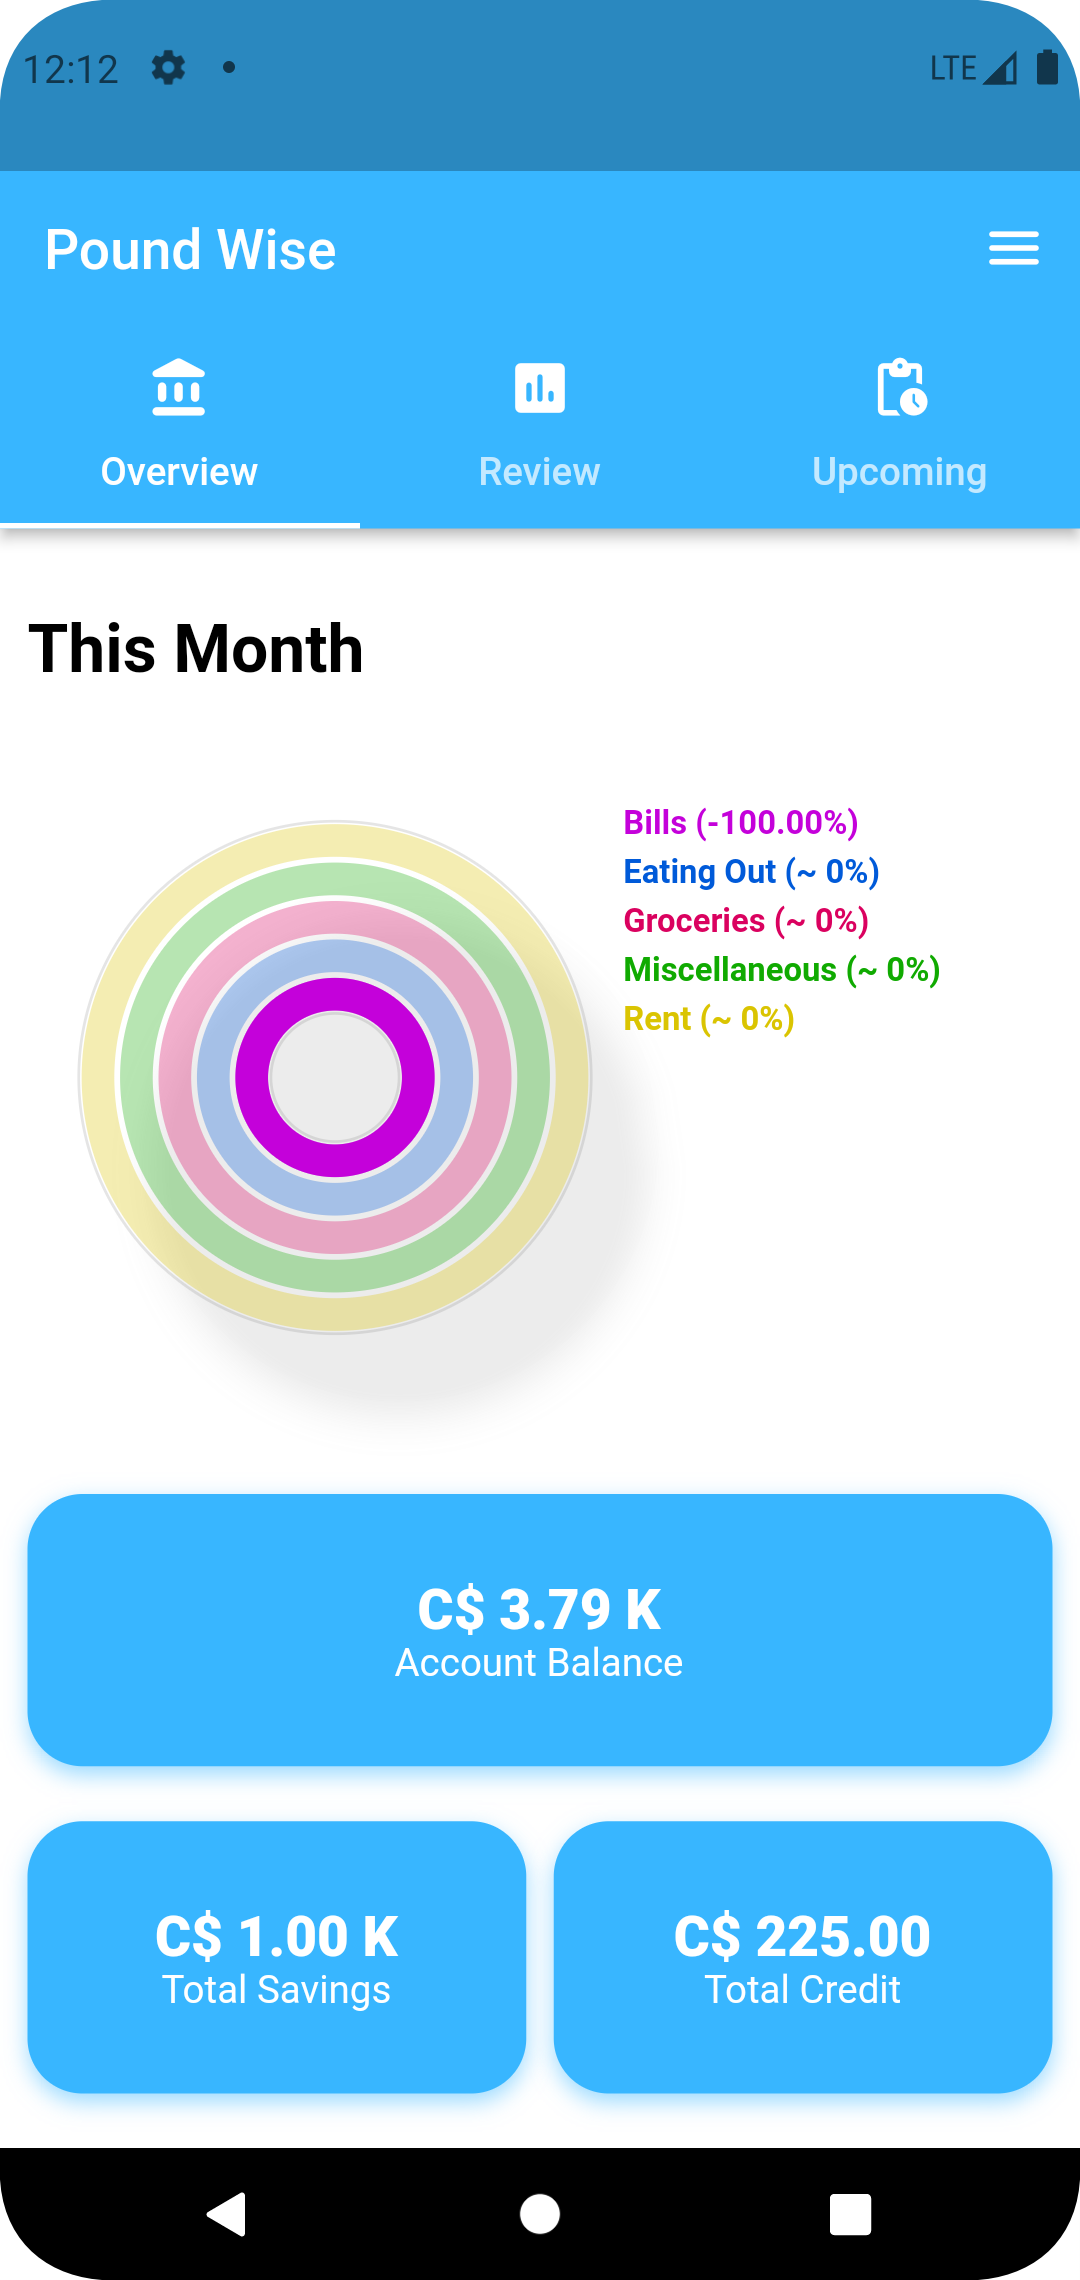 12:12
LTE
Pound Wise
Overview
Review
Upcoming
This Month
Bills (-100.00%)
Eating Out (~ 0%)
Groceries (~ 0%)
Miscellaneous (~ 0%)
Rent (~ 0%)
C$ 3.79 K
Account Balance
C$ 1.00 K
Total Savings
C$ 225.00
Total Credit